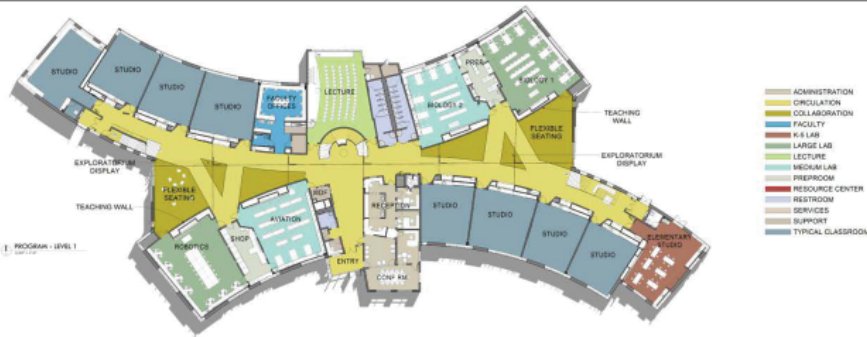 STUDIO
STUDIO
STUDIO
STUDIO
FACULTY
OFFICES
LECTURE
BIOLOGY 2
PREP
BIOLOGY 1
FLEXIBLE
SEATING
TEACHING
WALL
EXPLORATORIUM
DISPLAY
EXPLORATORIUM
DISPLAY
FLEXIBLE
SEATING
TEACHING WALL
ROBOTICS
SHOP
AVIATION
MDF
RECEPTION
ENTRY
CONF RM
STUDIO
STUDIO
STUDIO
STUDIO
ELEMENTARY
STUDIO
PROGRAM - LEVEL 1
ADMINISTRATION
CIRCULATION
COLLABORATION
FACULTY
K-5 LAB
LARGE LAB
LECTURE
MEDIUM LAB
PREPROOM
RESOURCE CENTER
RESTROOM
SERVICES
SUPPORT
TYPICAL CLASSROOM